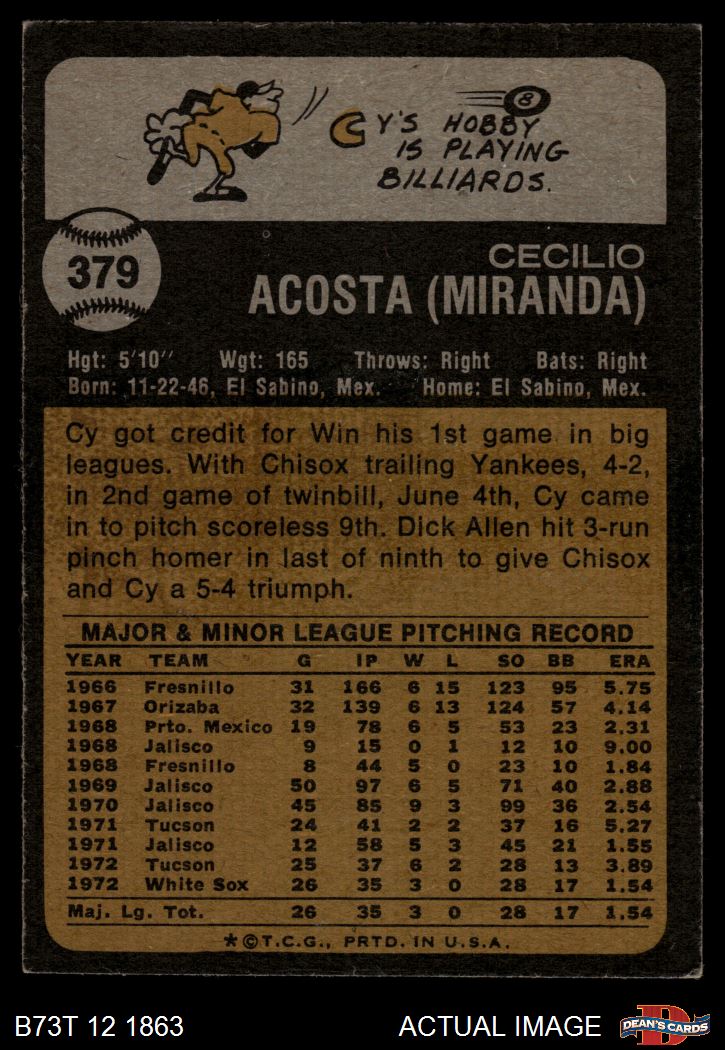 8
CY'S HOBBY
IS PLAYING
BILLIARDS.
379
CECILIO
ACOSTA (MIRANDA)
Hgt: 5'10" Wgt: 165 Throws: Right Bats: Right
Born: 11-22-46, El Sabino, Mex. Home: El Sabino, Mex.
Cy got credit for Win his 1st game in big
leagues. With Chisox trailing Yankees, 4-2,
in 2nd game of twinbill, June 4th, Cy came
in to pitch scoreless 9th. Dick Allen hit 3-run
pinch homer in last of ninth to give Chisox
and Cy a 5-4 triumph.
MAJOR & MINOR LEAGUE PITCHING RECORD
YEAR TEAM G IP W L SO BB ERA
1966 Fresnillo 31 166 6 15 123 95 5.75
1967 Orizaba 32 139 6 13 124 57 4.14
1968 Prto. Mexico 19 78 6 5 53 23 2.31
1968 Jalisco 9 15 0 1 12 10 9.00
1968 Fresnillo 8 44 5 0 23 10 1.84
1969 Jalisco 50 97 6 5 71 40 2.88
1970 Jalisco 45 85 9 3 99 36 2.54
1971 Tucson 24 41 2 2 37 16 5.27
1971 Jalisco 12 58 5 3 45 21 1.55
1972 Tucson 25 37 6 2 28 13 3.89
1972 White Sox 26 35 3 0 28 17 1.54
Maj. Lg. Tot. 26 35 3 0 28 17 1.54
*©T.C.G., PRTD. IN U.S.A.
B73T 12 1863 ACTUAL IMAGE D DEAN'S CARDS